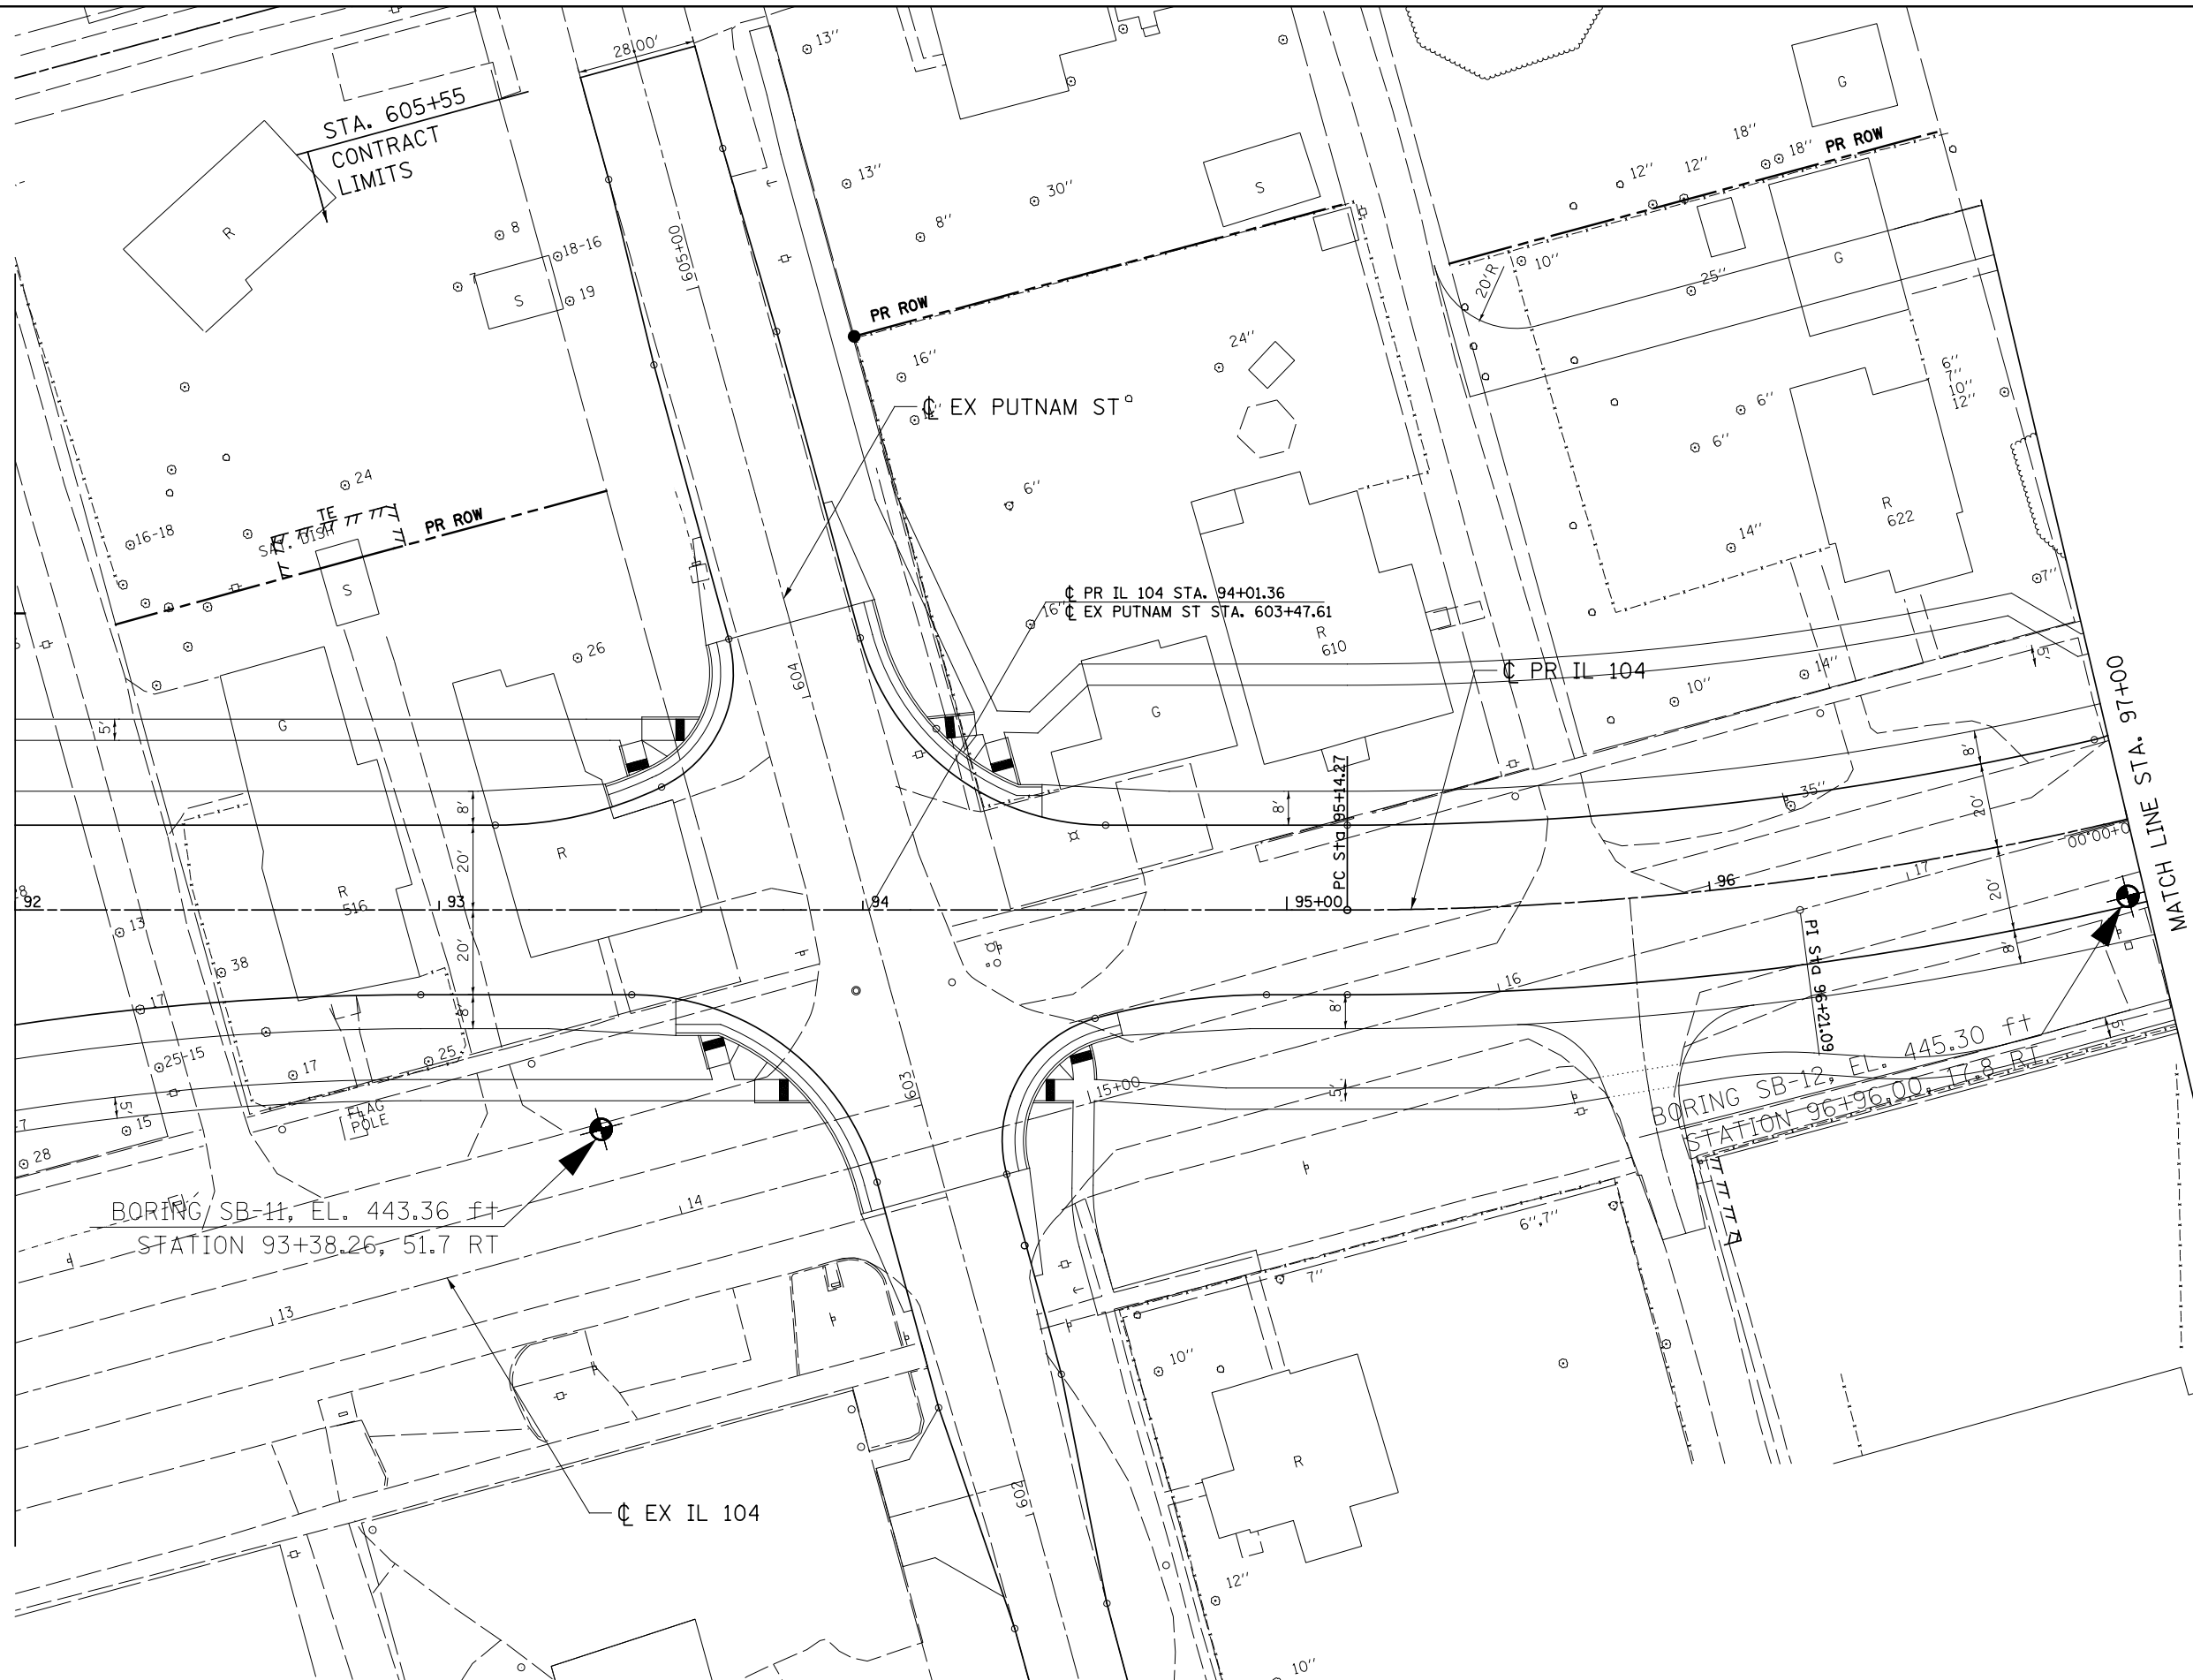 28.00'
13''
G
STA. 605+55
CONTRACT
LIMITS
18''
PR ROW
18''
12''
12''
13''
30''
S
R
8
8''
18-16
605+00
7
S
19
10''
20'R
25''
G
PR ROW
16''
24''
℄ EX PUTNAM ST
6''
7''
10''
12''
6''
6''
24
TE
PR ROW
SAT. DISH
16-18
6''
R
622
14''
7''
S
℄ PR IL 104 STA. 94+01.36
℄ EX PUTNAM ST STA. 603+47.61
16''
R
610
26
604
℄ PR IL 104
14''
10''
5'
G
5'
G
MATCH LINE STA. 97+00
8'
8'
8'
PC Sta 95+14.27
35''
20'
20'
R
R
516
92
93
94
95+00
96
17
13
20'
20'
PI Sta 96+21.09
8'
38
17
8'
8'
16
25-15
17
25
603
15+00
5'
5'
5'
FLAG
POLE
15
28
BORING SB-12, EL. 445.30 ft
STATION 96+96.00, 17.8 RT
BORING SB-11, EL. 443.36 ft
STATION 93+38.26, 51.7 RT
14
6'',7''
7''
13
10''
R
602
℄ EX IL 104
12''
10''